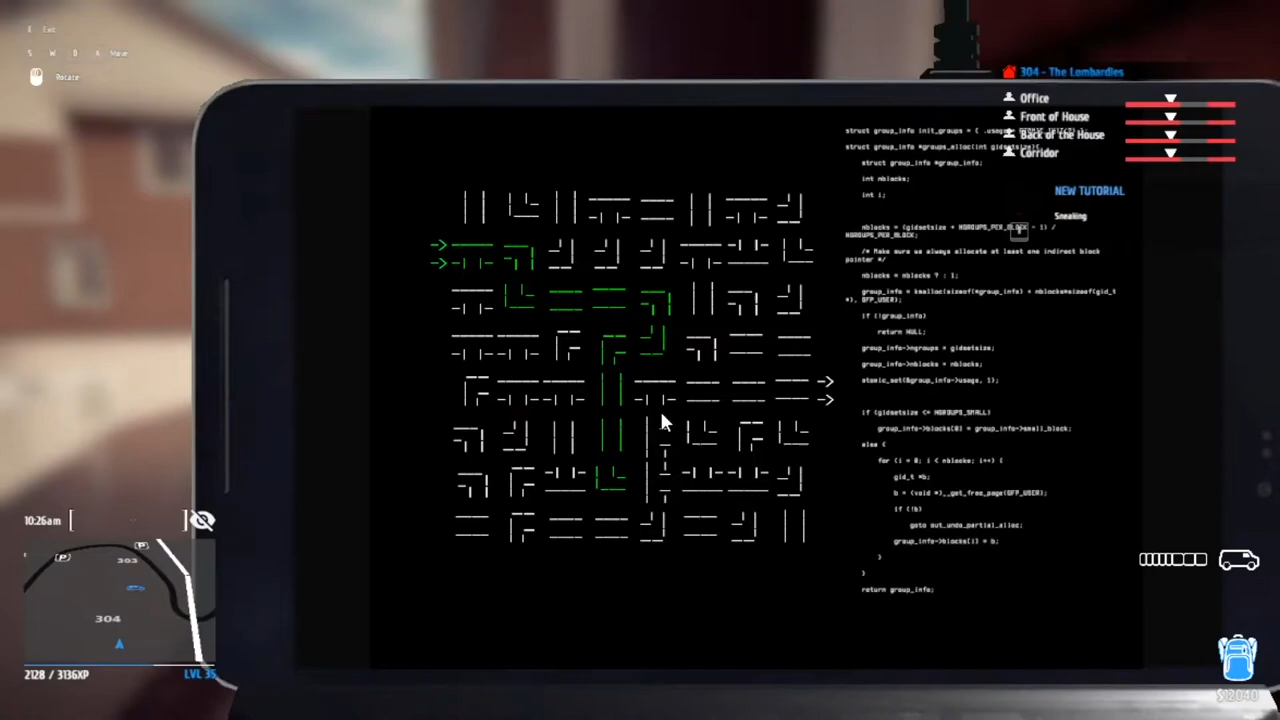 E Exit
S W D A Move
Rotate
304 - The Lombardies
Office
Front of House
Back of the House
Corridor
NEW TUTORIAL
Sneaking
struct group_info init_groups = { .usage
struct group_info *groups_alloc(int gidsetsize){
struct group_info *group_info;
int nblocks;
int i;
nblocks = (gidsetsize + NGROUPS_PER_BLOCK - 1) /
NGROUPS_PER_BLOCK;
/* Make sure we always allocate at least one indirect block
pointer */
nblocks = nblocks ? : 1;
group_info = kmalloc(sizeof(*group_info) + nblocks*sizeof(gid_t
*), GFP_USER);
if (!group_info)
return NULL;
group_info->ngroups = gidsetsize;
group_info->nblocks = nblocks;
atomic_set(&group_info->usage, 1);
if (gidsetsize <= NGROUPS_SMALL)
group_info->blocks[0] = group_info->small_block;
else {
for (i = 0; i < nblocks; i++) {
gid_t *b;
b = (void *)__get_free_page(GFP_USER);
if (!b)
goto out_undo_partial_alloc;
group_info->blocks[i] = b;
}
}
return group_info;
10:26am
P
P
303
304
2128 / 3136XP
LVL 35
$12040